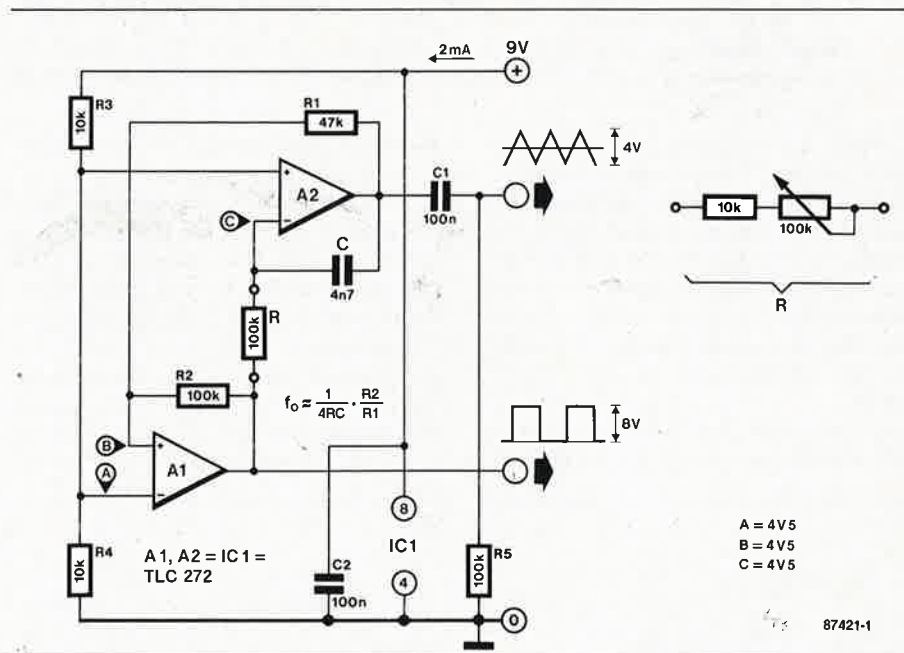 2mA
9V
+
R3
10k
R1
47k
+
A2
−
C
C1
100n
4V
10k
100k
R
C
4n7
R
100k
R2
100k
fo ≈ 1/4RC · R2/R1
8V
B
+
A1
A
−
8
IC1
4
R4
10k
A1, A2 = IC1 =
TLC 272
C2
100n
R5
100k
0
A = 4V5
B = 4V5
C = 4V5
87421-1